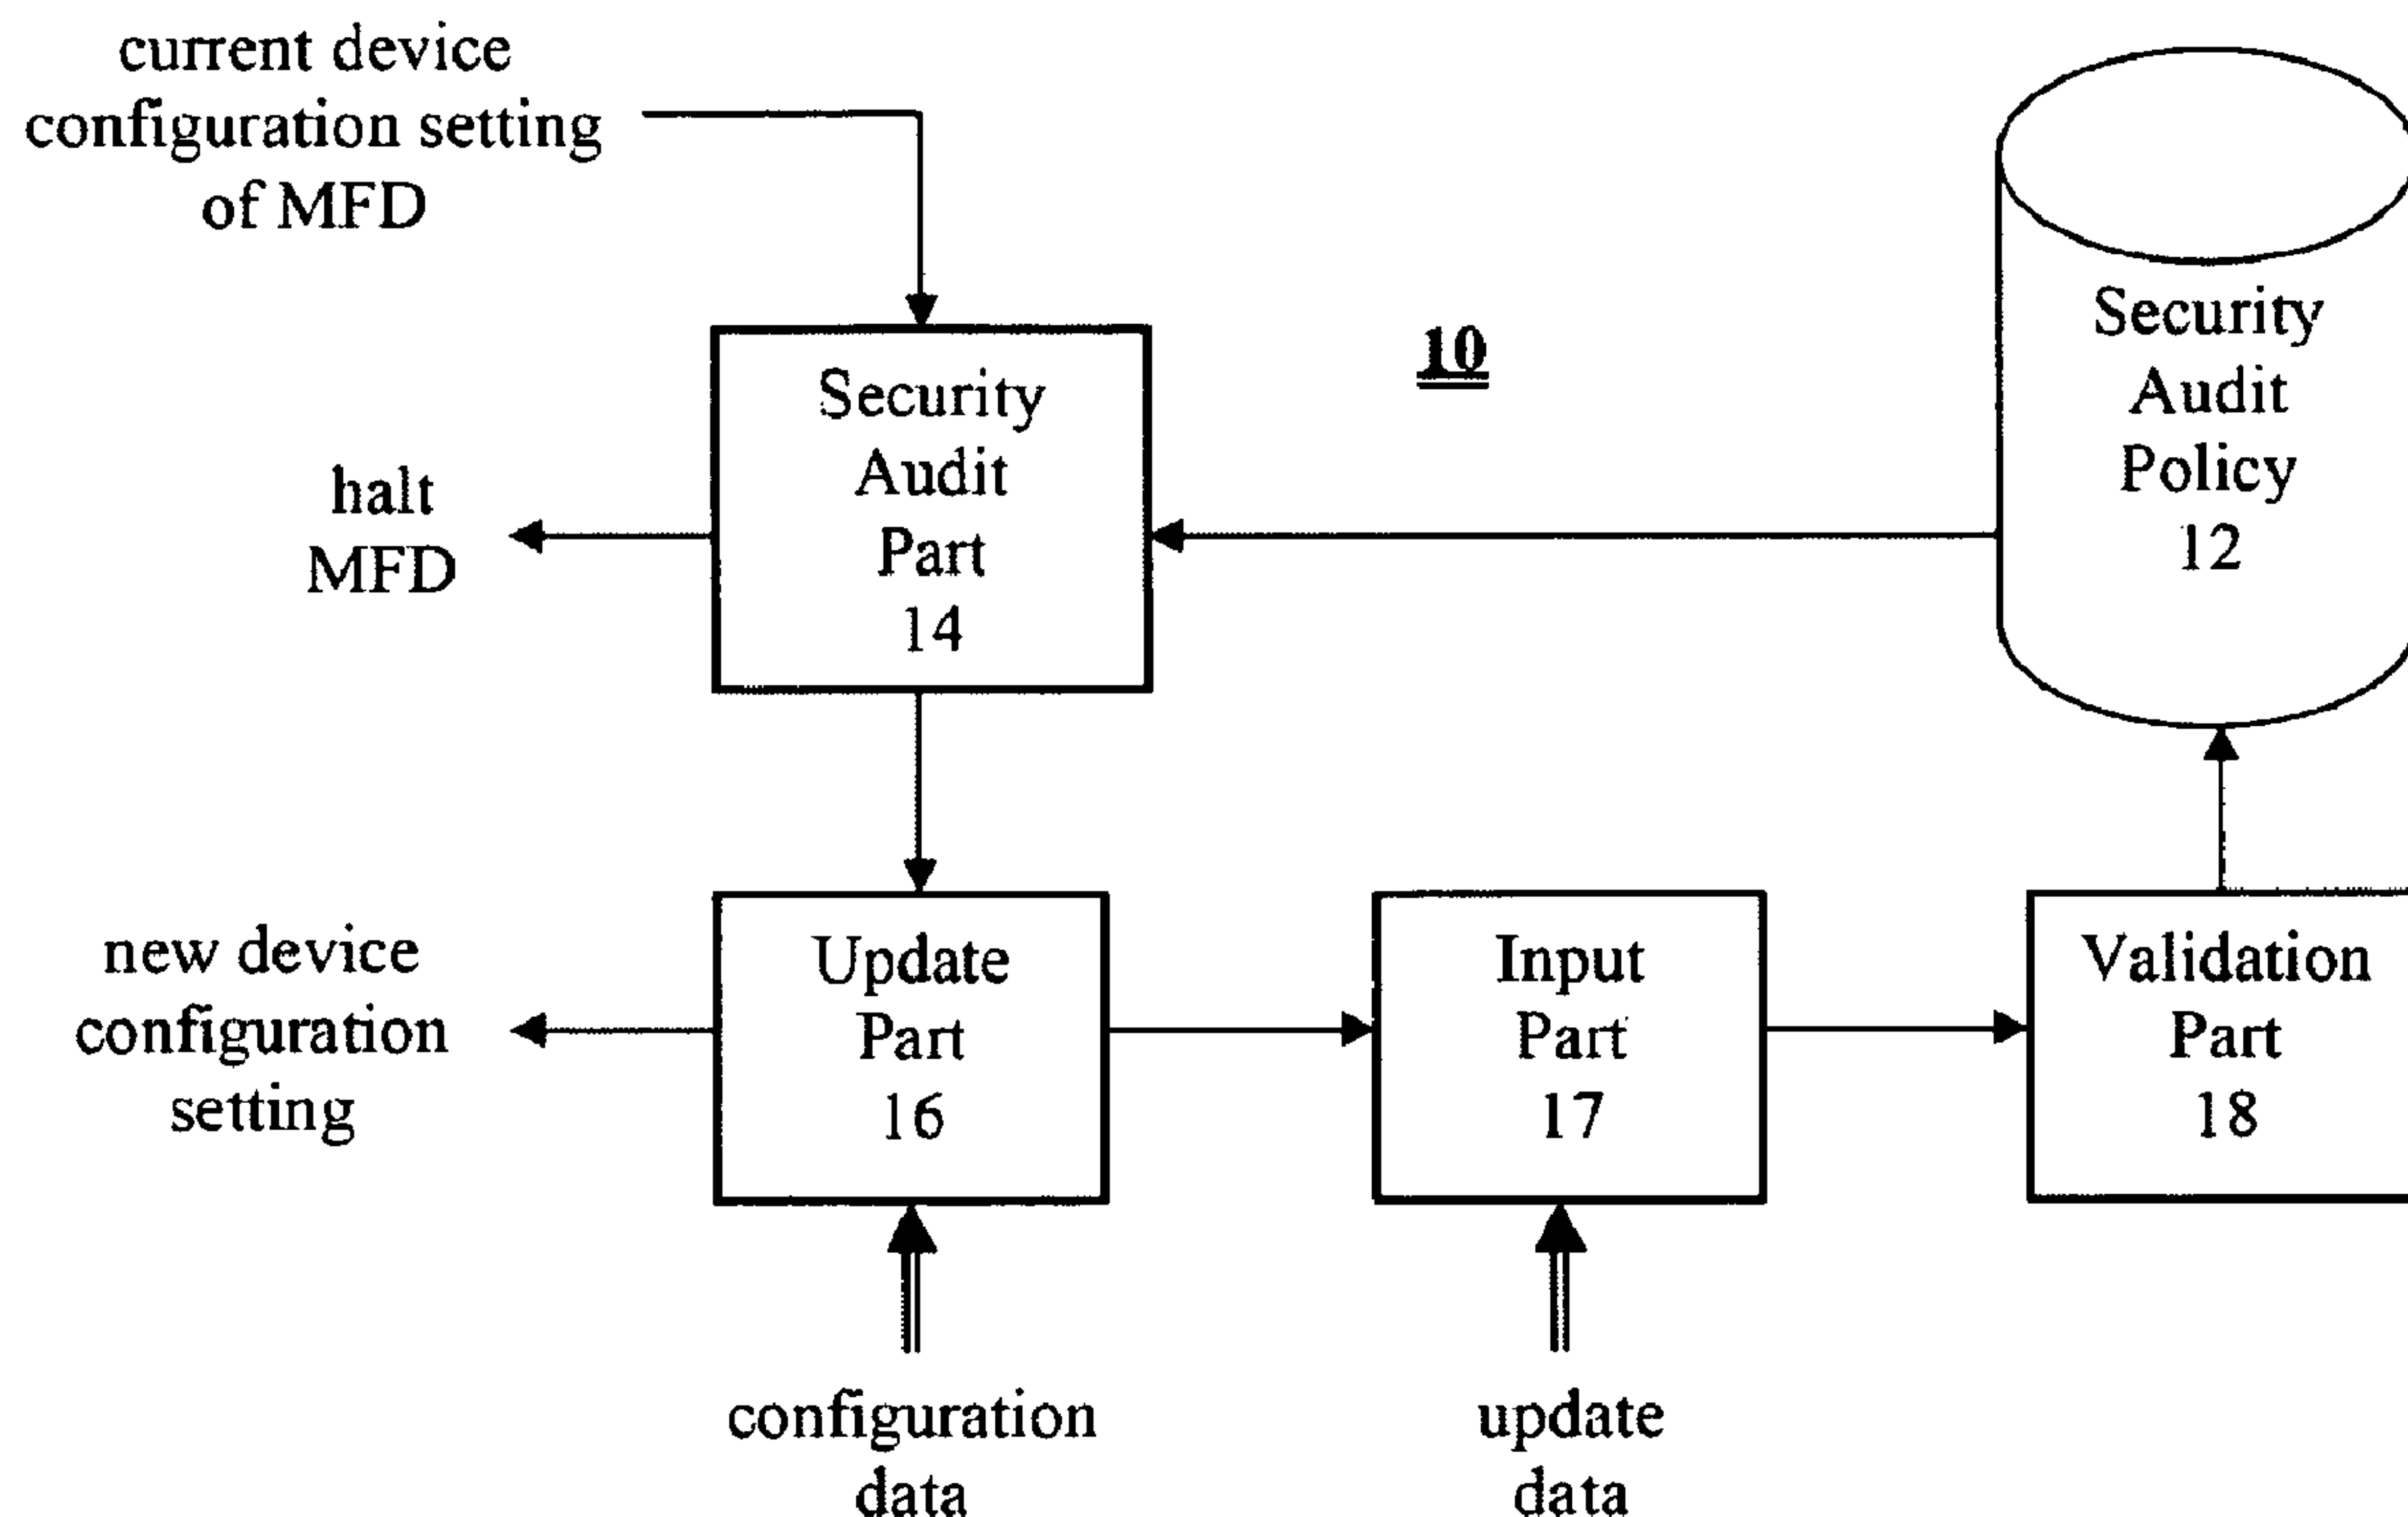 current device
configuration setting
of MFD
10
Security
Audit
Policy
12
Security
Audit
Part
14
halt
MFD
new device
configuration
setting
Update
Part
16
Input
Part
17
Validation
Part
18
configuration
data
update
data